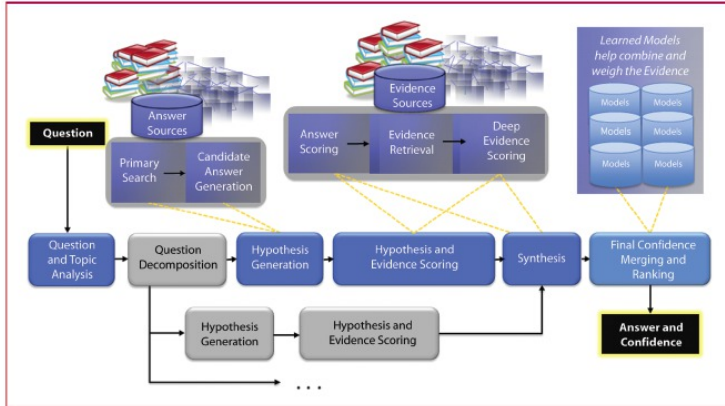 Learned Models
help combine and
weigh the Evidence
Models
Models
Models
Models
Models
Models
Answer
Sources
Evidence
Sources
Question
Primary
Search
Candidate
Answer
Generation
Answer
Scoring
Evidence
Retrieval
Deep
Evidence
Scoring
Question
and Topic
Analysis
Question
Decomposition
Hypothesis
Generation
Hypothesis and
Evidence Scoring
Synthesis
Final Confidence
Merging and
Ranking
Hypothesis
Generation
Hypothesis and
Evidence Scoring
Answer and
Confidence
...